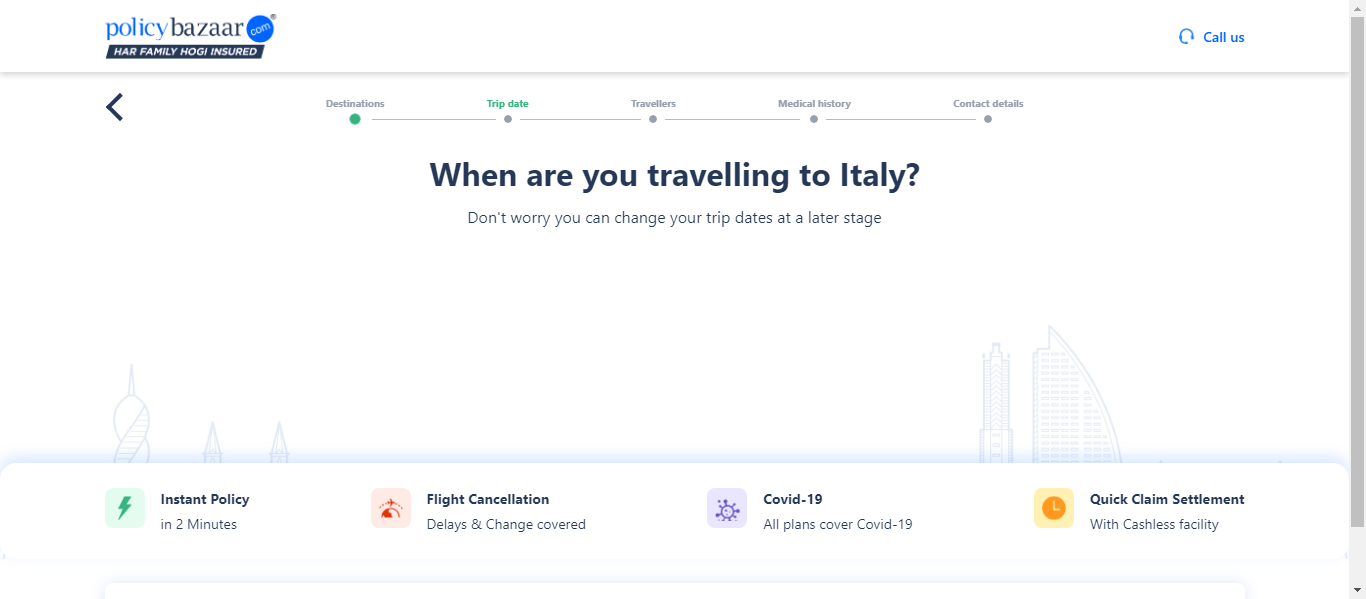 policybazaar.com®
HAR FAMILY HOGI INSURED
Call us
Destinations
Trip date
Travellers
Medical history
Contact details
When are you travelling to Italy?
Don't worry you can change your trip dates at a later stage
Instant Policy
in 2 Minutes
Flight Cancellation
Delays & Change covered
Covid-19
All plans cover Covid-19
Quick Claim Settlement
With Cashless facility